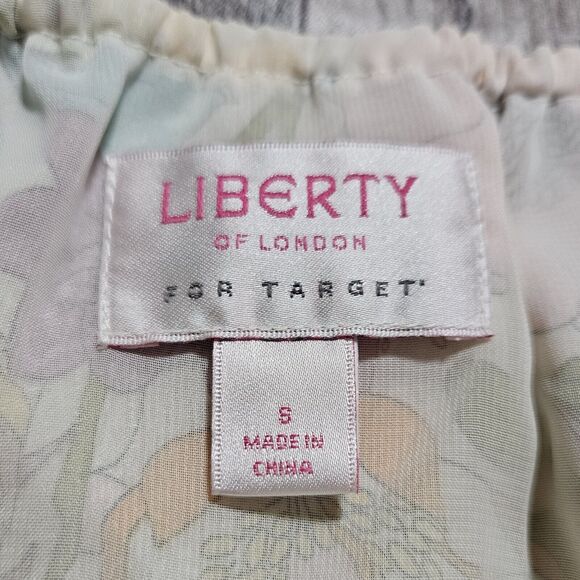 LIBERTY
OF LONDON
FOR TARGET
S
MADE IN
CHINA